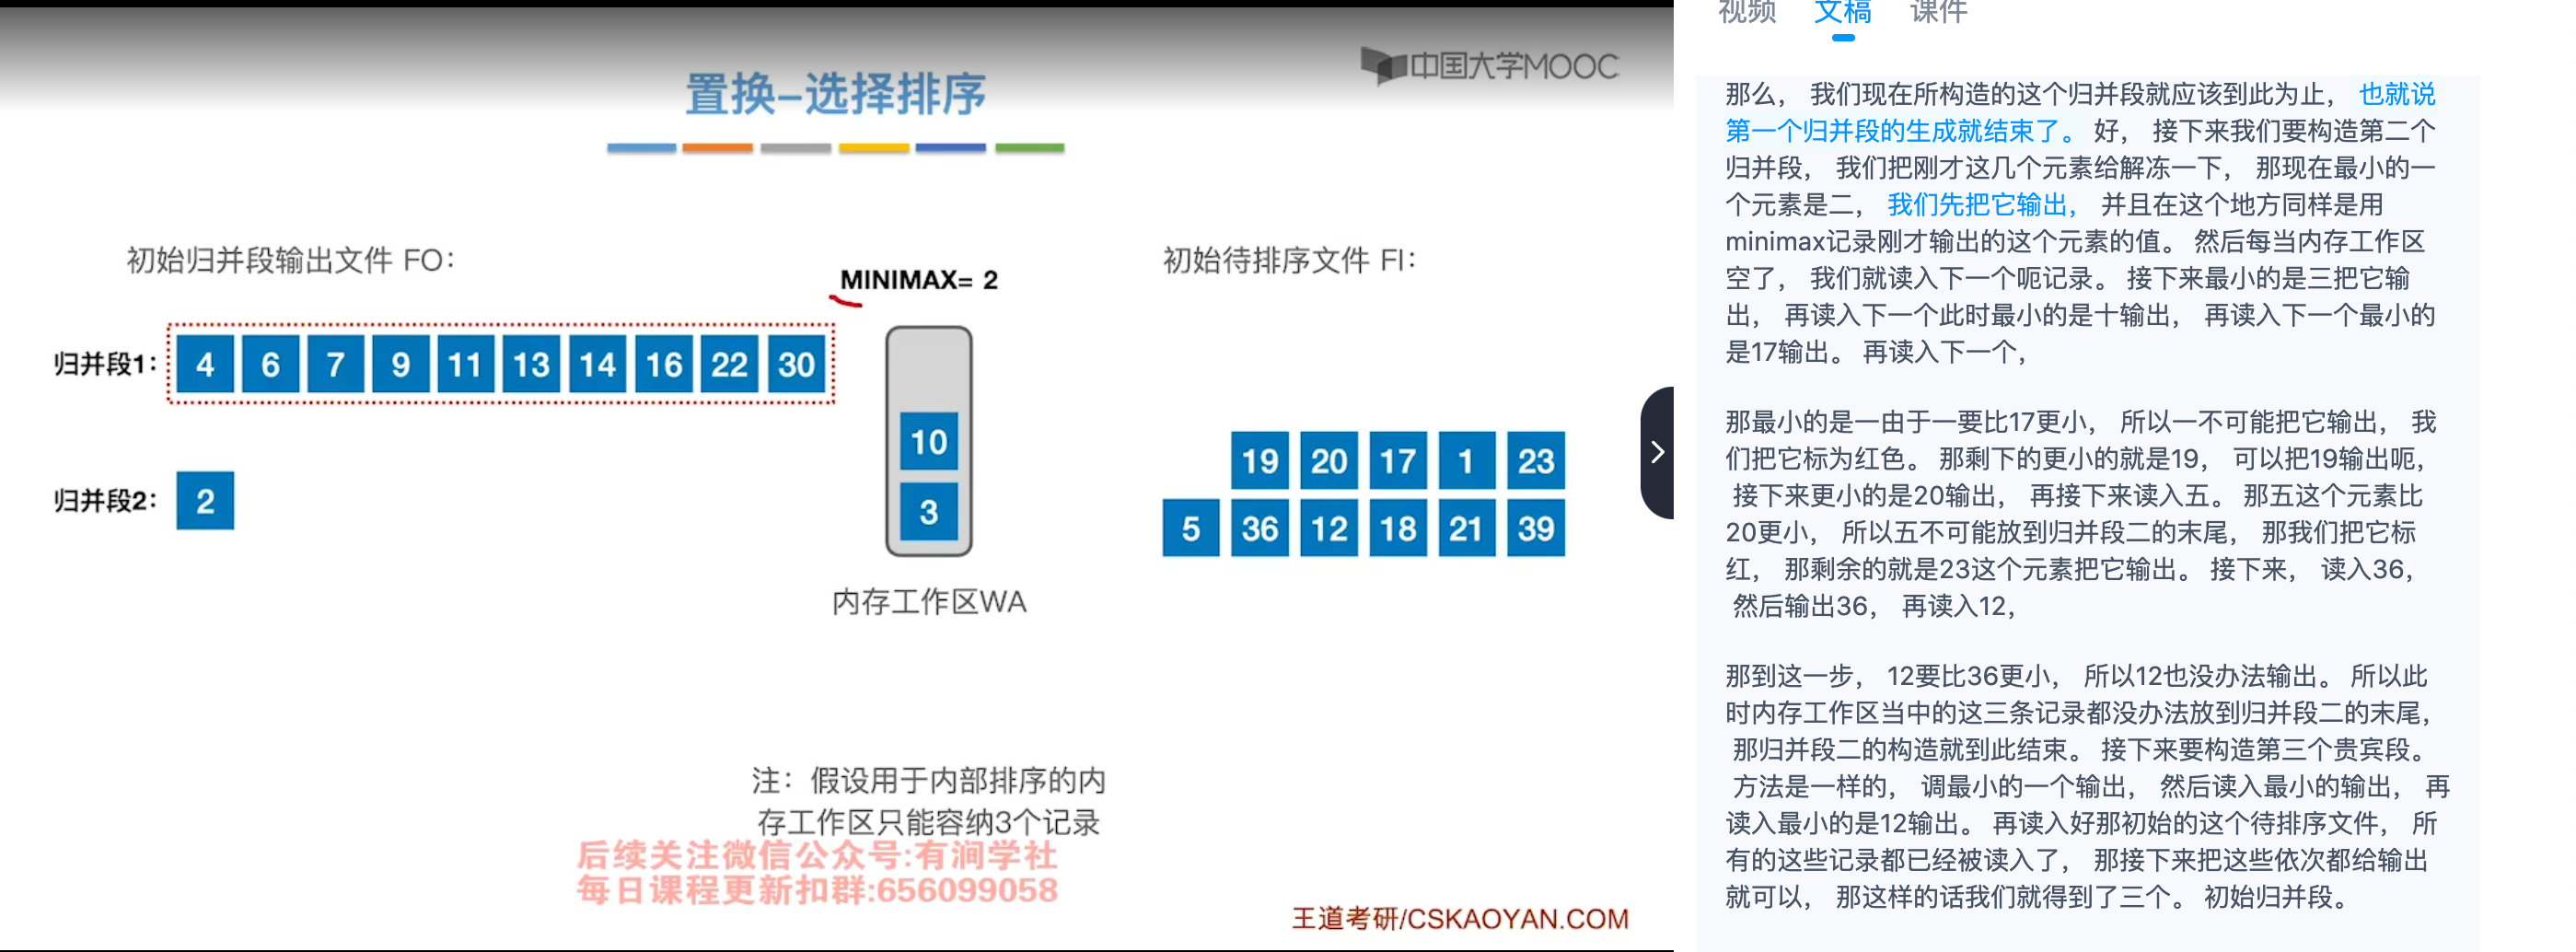 中国大学MOOC
置换-选择排序
初始归并段输出文件 FO：
MINIMAX= 2
初始待排序文件 FI：
归并段1：
4 6 7 9 11 13 14 16 22 30
10
3
19 20 17 1 23
归并段2：
2
5 36 12 18 21 39
内存工作区WA
注：假设用于内部排序的内
存工作区只能容纳3个记录
后续关注微信公众号:有涧学社
每日课程更新扣群:656099058
王道考研/CSKAOYAN.COM
视频 文稿 课件
那么， 我们现在所构造的这个归并段就应该到此为止， 也就说
第一个归并段的生成就结束了。 好， 接下来我们要构造第二个
归并段， 我们把刚才这几个元素给解冻一下， 那现在最小的一
个元素是二， 我们先把它输出， 并且在这个地方同样是用
minimax记录刚才输出的这个元素的值。 然后每当内存工作区
空了， 我们就读入下一个呃记录。 接下来最小的是三把它输
出， 再读入下一个此时最小的是十输出， 再读入下一个最小的
是17输出。 再读入下一个，
那最小的是一由于一要比17更小， 所以一不可能把它输出， 我
们把它标为红色。 那剩下的更小的就是19， 可以把19输出呃，
接下来更小的是20输出， 再接下来读入五。 那五这个元素比
20更小， 所以五不可能放到归并段二的末尾， 那我们把它标
红， 那剩余的就是23这个元素把它输出。 接下来， 读入36，
然后输出36， 再读入12，
那到这一步， 12要比36更小， 所以12也没办法输出。 所以此
时内存工作区当中的这三条记录都没办法放到归并段二的末尾，
那归并段二的构造就到此结束。 接下来要构造第三个贵宾段。
方法是一样的， 调最小的一个输出， 然后读入最小的输出， 再
读入最小的是12输出。 再读入好那初始的这个待排序文件， 所
有的这些记录都已经被读入了， 那接下来把这些依次都给输出
就可以， 那这样的话我们就得到了三个。 初始归并段。